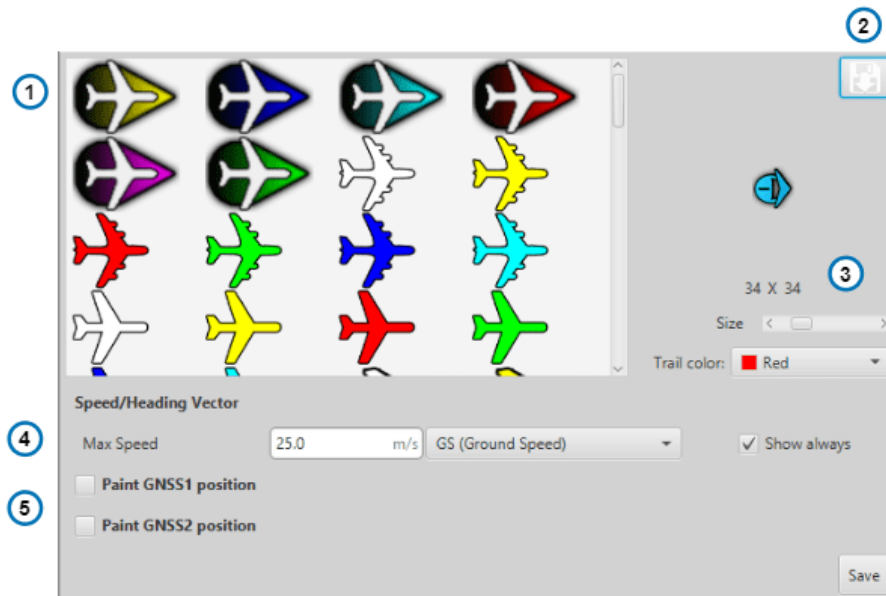 2
1
3
34 X 34
Size
Trail color: Red
Speed/Heading Vector
4
Max Speed 25.0 m/s GS (Ground Speed) Show always
5
Paint GNSS1 position
Paint GNSS2 position
Save